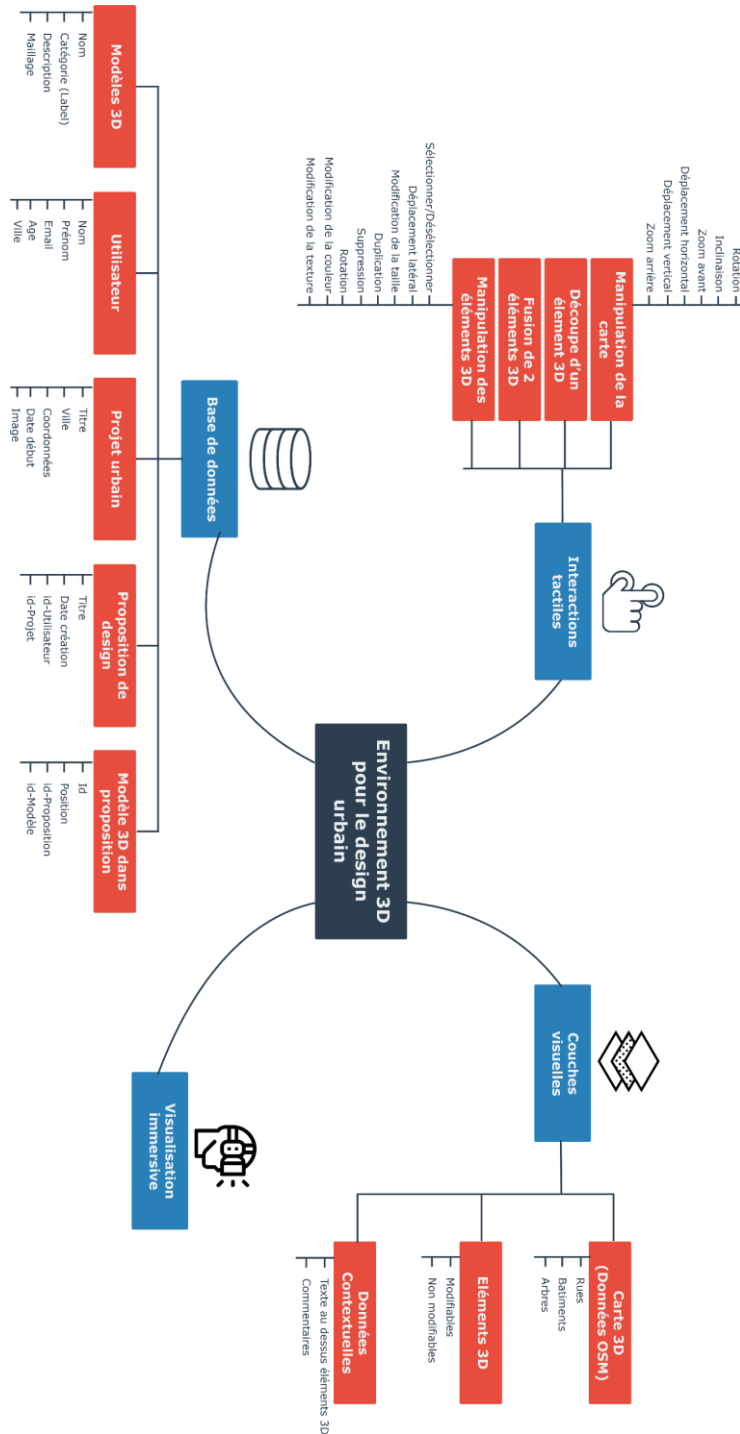 Environnement 3D
pour le design
urbain
Interactions
tactiles
Manipulation de la
carte
Rotation
Inclinaison
Zoom avant
Déplacement horizontal
Déplacement vertical
Zoom arrière
Découpe d'un
élement 3D
Fusion de 2
éléments 3D
Manipulation des
éléments 3D
Sélectionner/Désélectionner
Déplacement latéral
Modification de la taille
Duplication
Suppression
Rotation
Modification de la couleur
Modification de la texture
Couches
visuelles
Carte 3D
(Données OSM)
Rues
Batiments
Arbres
Eléments 3D
Modifiables
Non modifiables
Données
Contextuelles
Texte au dessus éléments 3D
Commentaires
Base de données
Modèles 3D
Nom
Catégorie (Label)
Description
Maillage
Utilisateur
Nom
Prénom
Email
Age
Ville
Projet urbain
Titre
Ville
Coordonnées
Date début
Image
Proposition de
design
Titre
Date création
id-Utilisateur
id-Projet
Modèle 3D dans
proposition
Id
Position
id-Proposition
id-Modèle
Visualisation
immersive